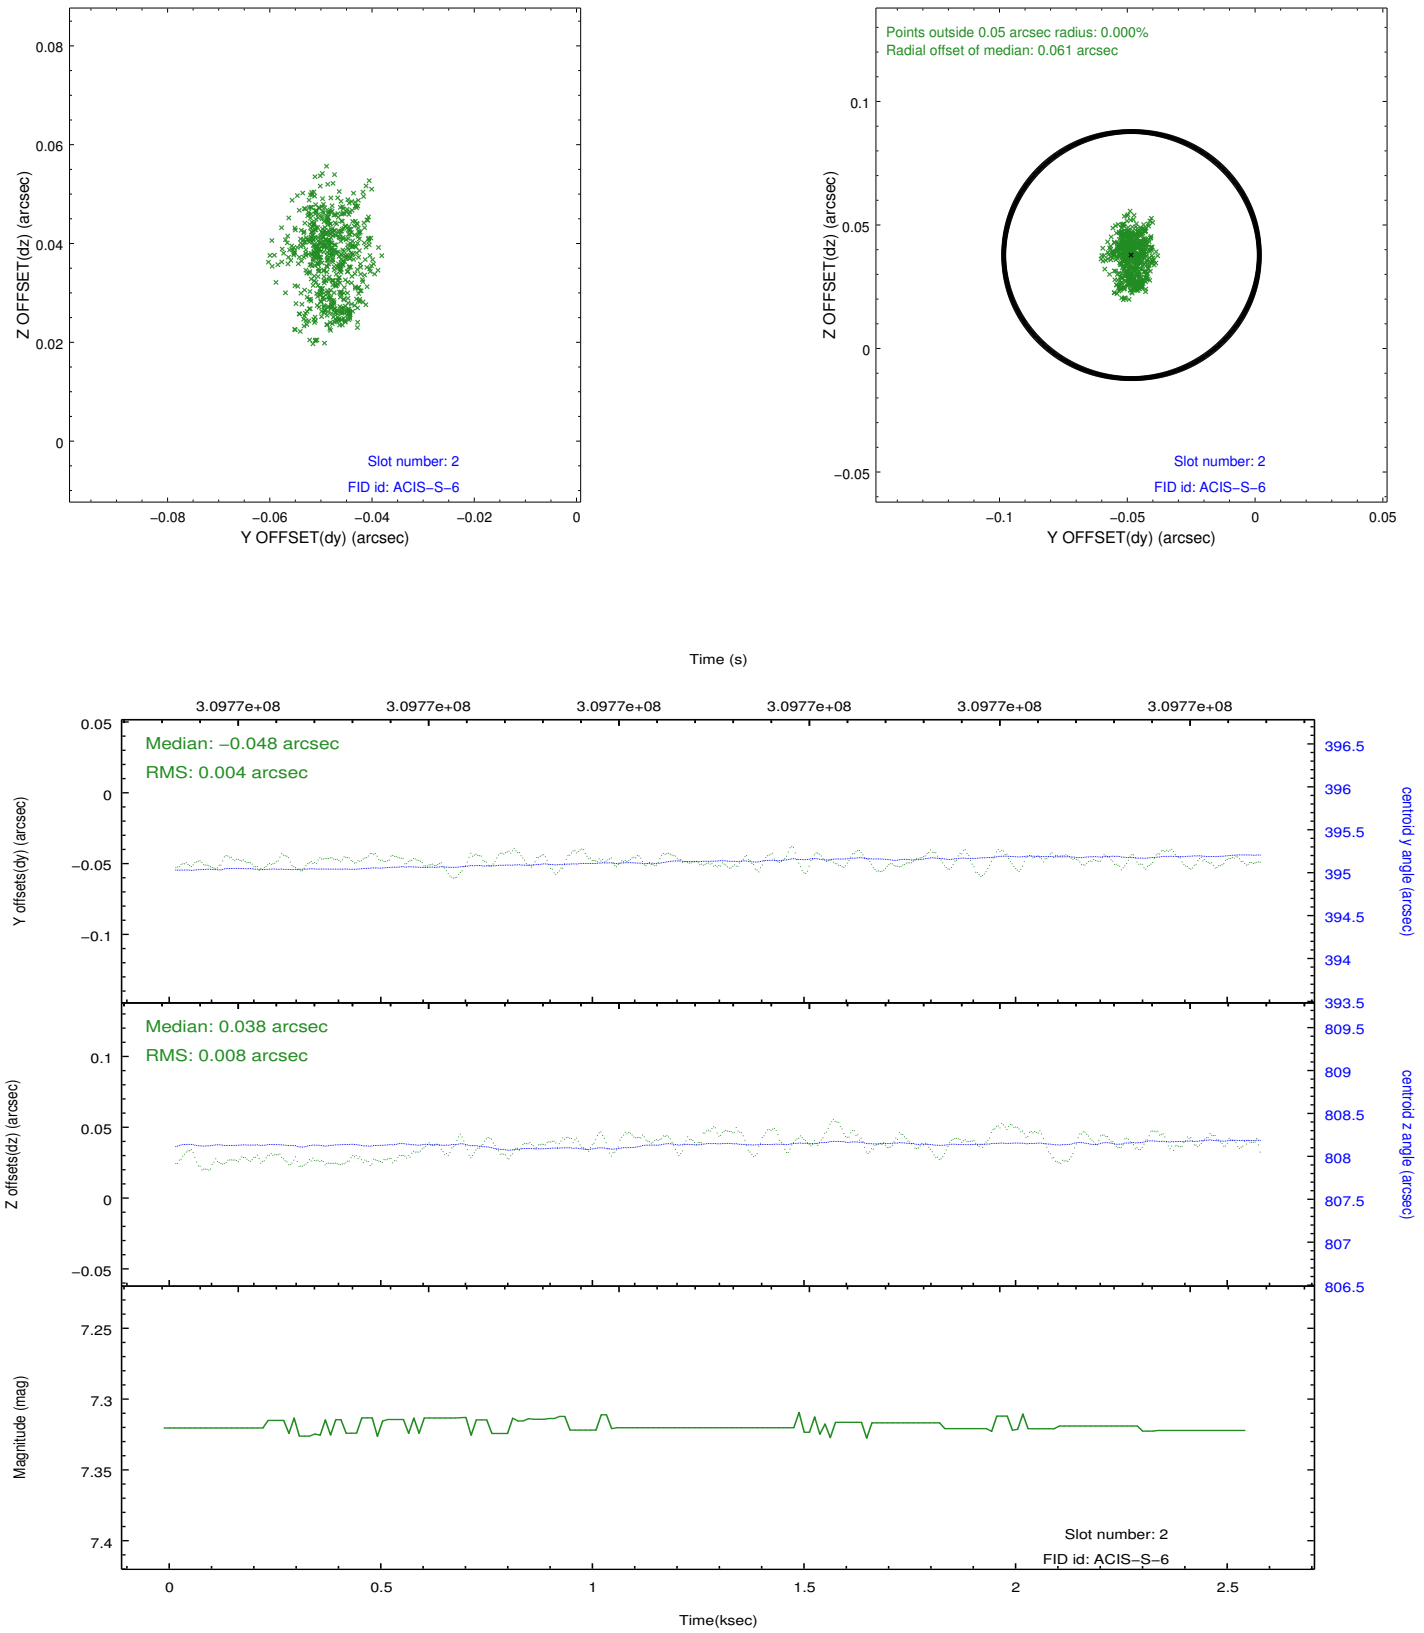 0.08
0.06
0.04
0.02
0
Z OFFSET(dz) (arcsec)
Slot number: 2
FID id: ACIS−S−6
−0.08
−0.06
−0.04
−0.02
0
Y OFFSET(dy) (arcsec)
Points outside 0.05 arcsec radius: 0.000%
Radial offset of median: 0.061 arcsec
0.1
0.05
0
−0.05
Z OFFSET(dz) (arcsec)
Slot number: 2
FID id: ACIS−S−6
−0.1
−0.05
0
0.05
Y OFFSET(dy) (arcsec)
Time (s)
3.0977e+08
3.0977e+08
3.0977e+08
3.0977e+08
3.0977e+08
3.0977e+08
Median: −0.048 arcsec
RMS: 0.004 arcsec
0.05
0
−0.05
−0.1
Y offsets(dy) (arcsec)
396.5
396
395.5
395
394.5
394
393.5
centroid y angle (arcsec)
Median: 0.038 arcsec
RMS: 0.008 arcsec
0.1
0.05
0
−0.05
Z offsets(dz) (arcsec)
809.5
809
808.5
808
807.5
807
806.5
centroid z angle (arcsec)
7.25
7.3
7.35
7.4
Magnitude (mag)
Slot number: 2
FID id: ACIS−S−6
0
0.5
1
1.5
2
2.5
Time(ksec)